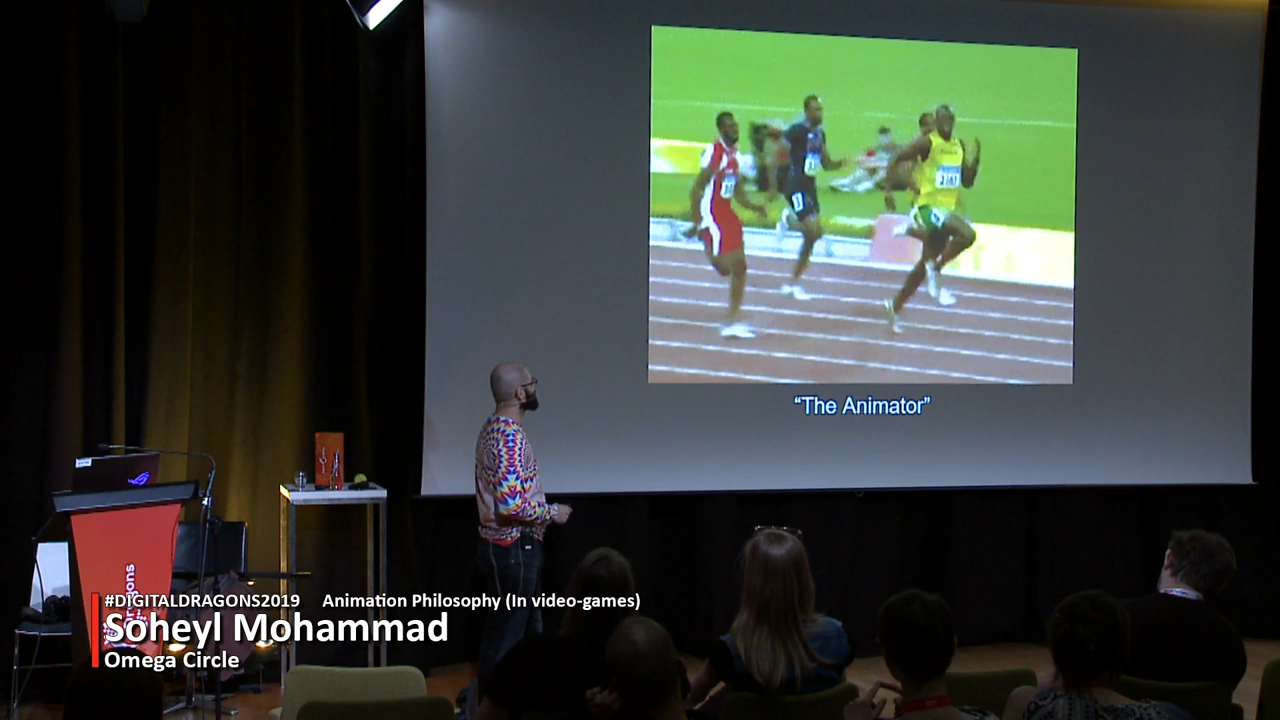 “The Animator”
#DIGITALDRAGONS2019 Animation Philosophy (In video-games)
Soheyl Mohammad
Omega Circle